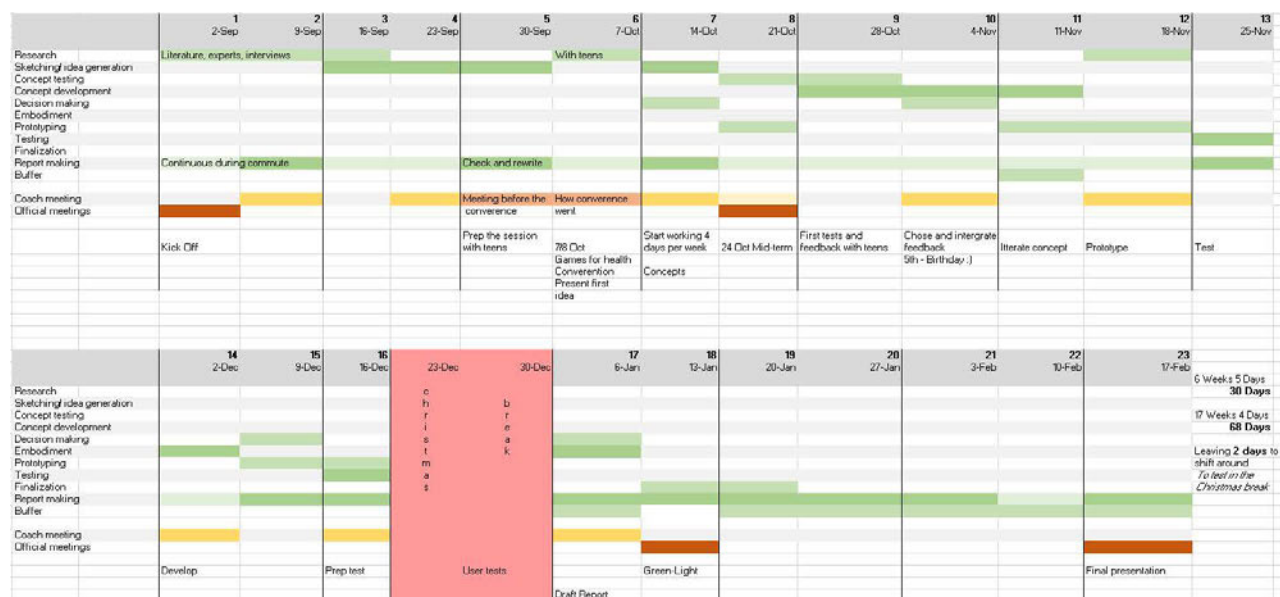 1 2 3 4 5 6 7 8 9 10 11 12 13
2-Sep 9-Sep 16-Sep 23-Sep 30-Sep 7-Oct 14-Oct 21-Oct 28-Oct 4-Nov 11-Nov 18-Nov 25-Nov
Research Literature, experts, interviews With teens
Sketching/idea generation
Concept testing
Concept development
Decision making
Embodiment
Prototyping
Testing
Finalization
Report making Continuous during commute Check and rewrite
Buffer
Coach meeting Meeting before the How converence
Official meetings converence went
Prep the session Start working 4 First tests and Chose and intergrate
Kick Off with teens 7/8 Oct days per week 24 Oct Mid-term feedback with teens feedback Itterate concept Prototype Test
Games for health 5th - Birthday :)
Converention Concepts
Present first
idea
14 15 16 17 18 19 20 21 22 23
2-Dec 9-Dec 16-Dec 23-Dec 30-Dec 6-Jan 13-Jan 20-Jan 27-Jan 3-Feb 10-Feb 17-Feb
6 Weeks 5 Days
Research c 30 Days
Sketching/idea generation h b
Concept testing r r 17 Weeks 4 Days
Concept development i e 68 Days
Decision making s a
Embodiment t k Leaving 2 days to
Prototyping m shift around
Testing a To test in the
Finalization s Christmas break
Report making
Buffer
Coach meeting
Official meetings
Develop Prep test User tests Green-Light Final presentation
Draft Report